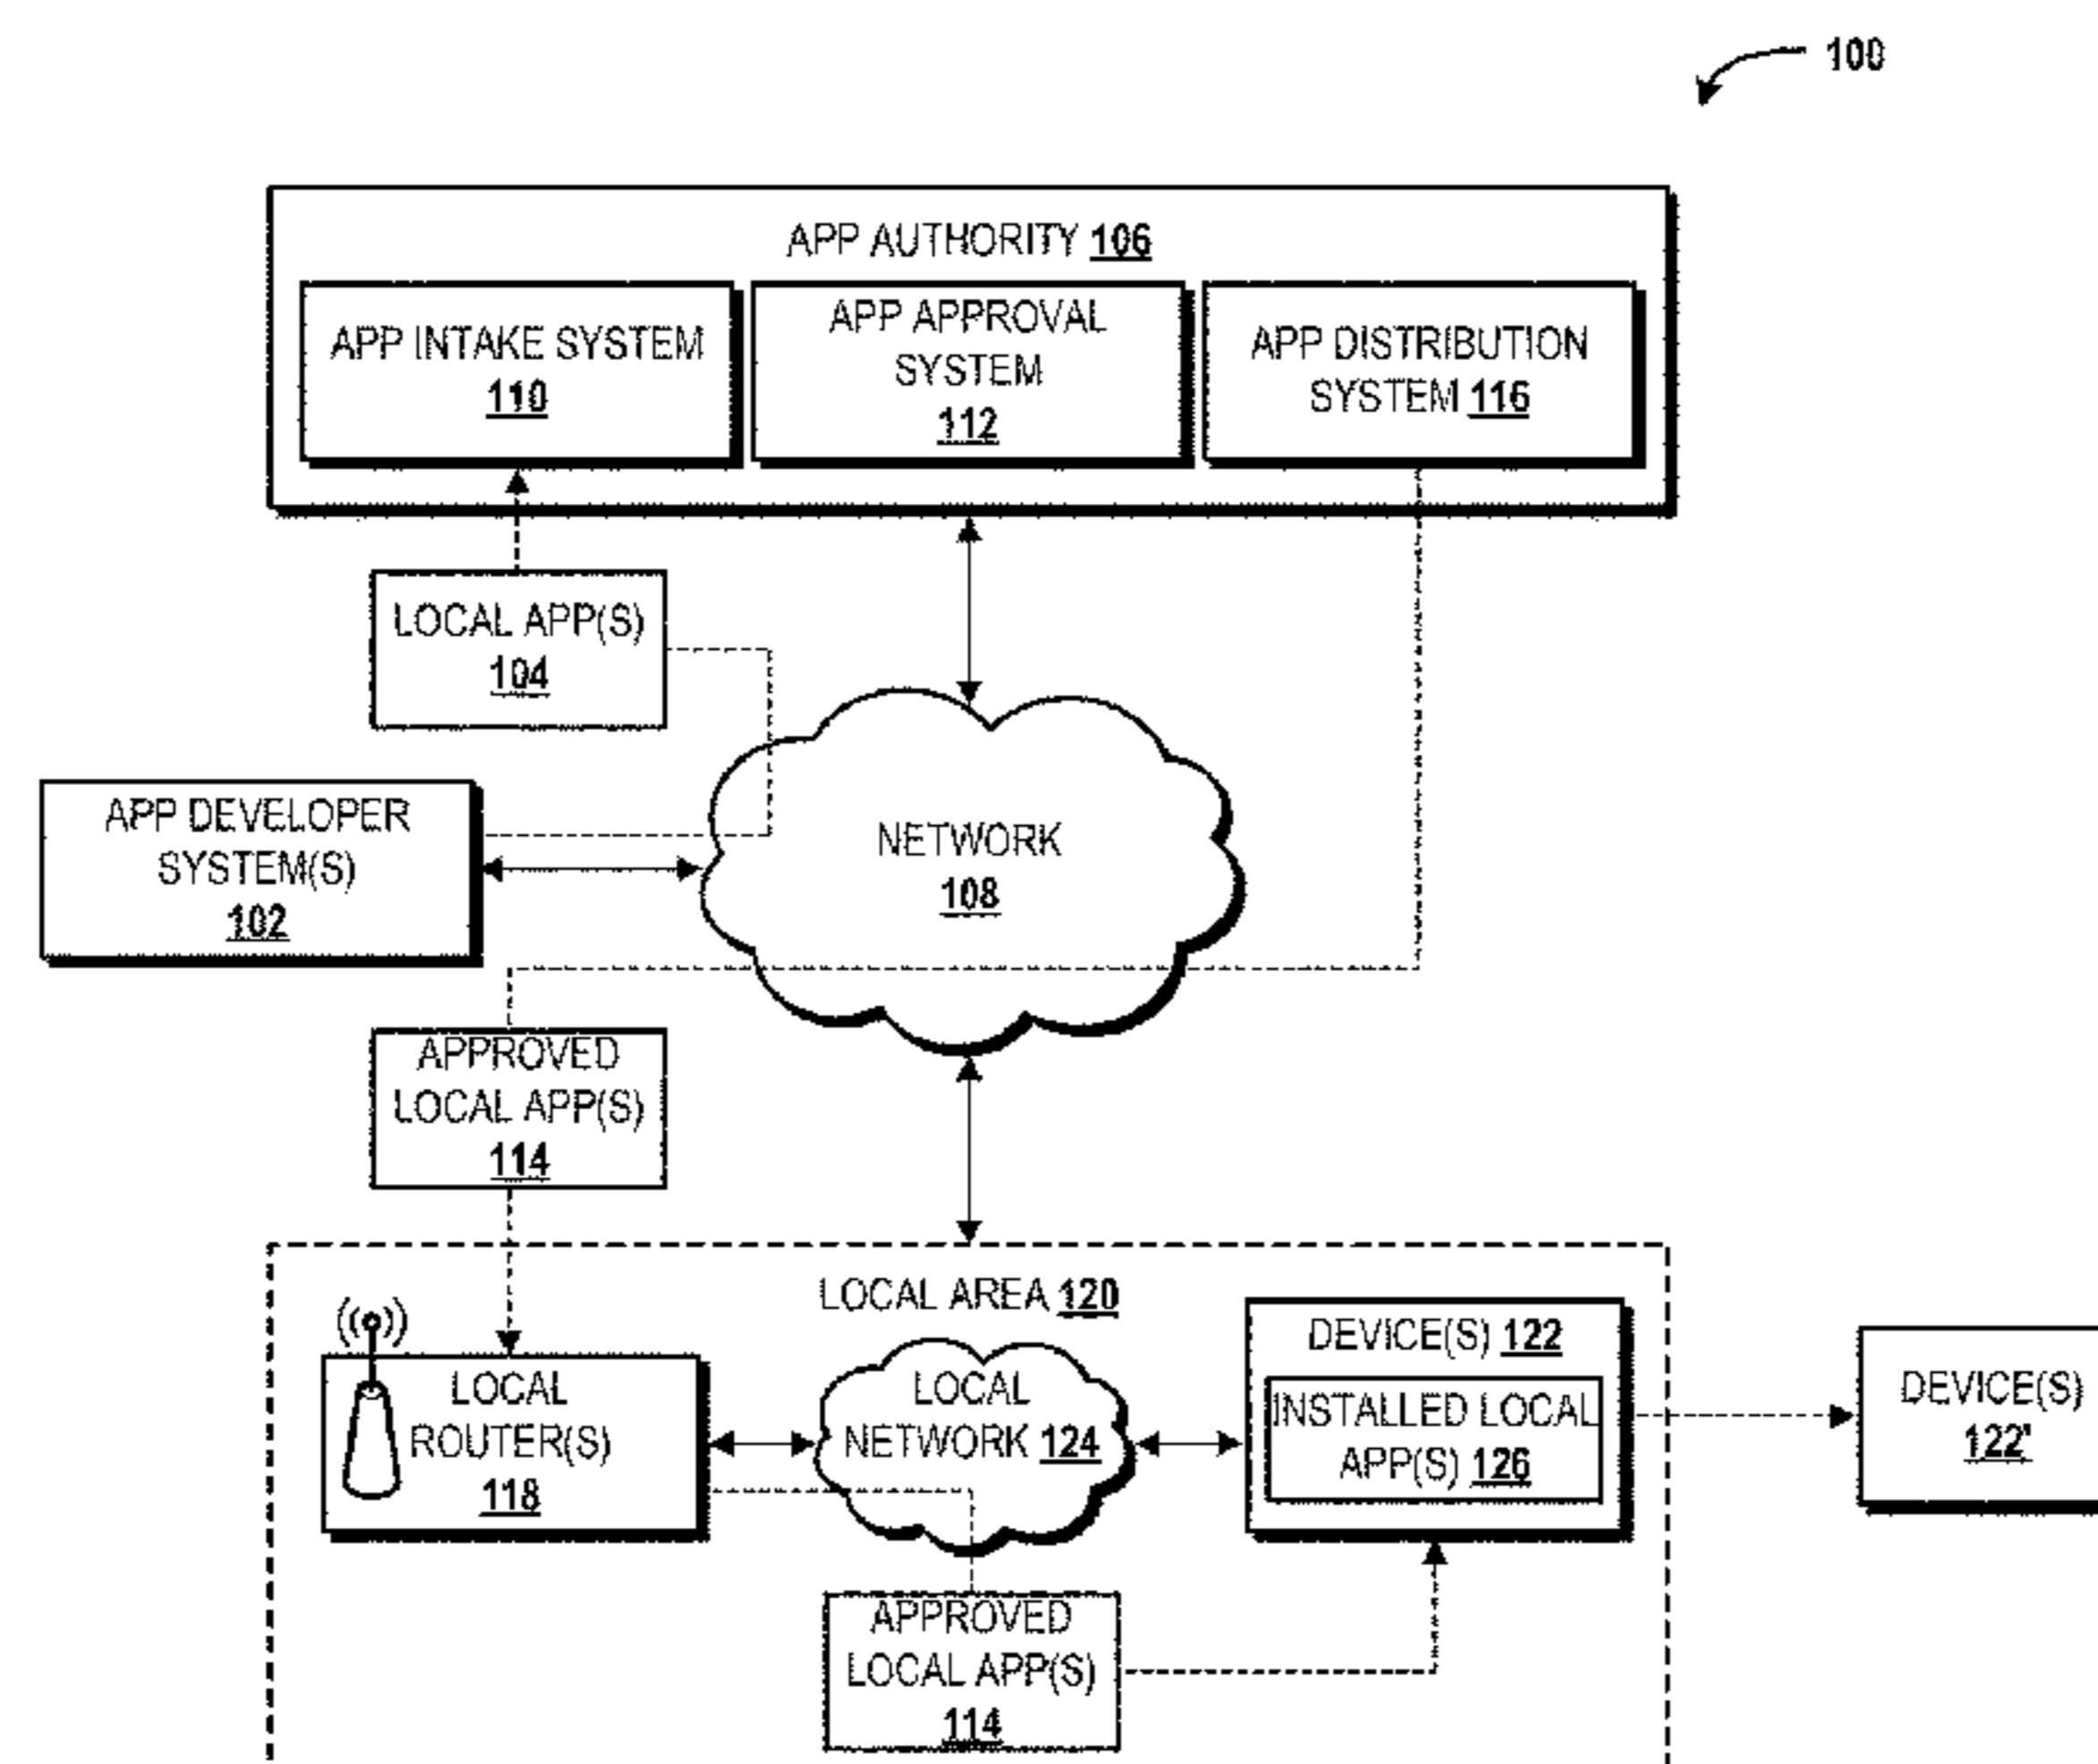 100
APP AUTHORITY 106
APP INTAKE SYSTEM
110
APP APPROVAL
SYSTEM
112
APP DISTRIBUTION
SYSTEM 116
LOCAL APP(S)
104
APP DEVELOPER
SYSTEM(S)
102
NETWORK
108
APPROVED
LOCAL APP(S)
114
LOCAL AREA 120
LOCAL
ROUTER(S)
118
LOCAL
NETWORK 124
DEVICE(S) 122
INSTALLED LOCAL
APP(S) 126
DEVICE(S)
122'
APPROVED
LOCAL APP(S)
114